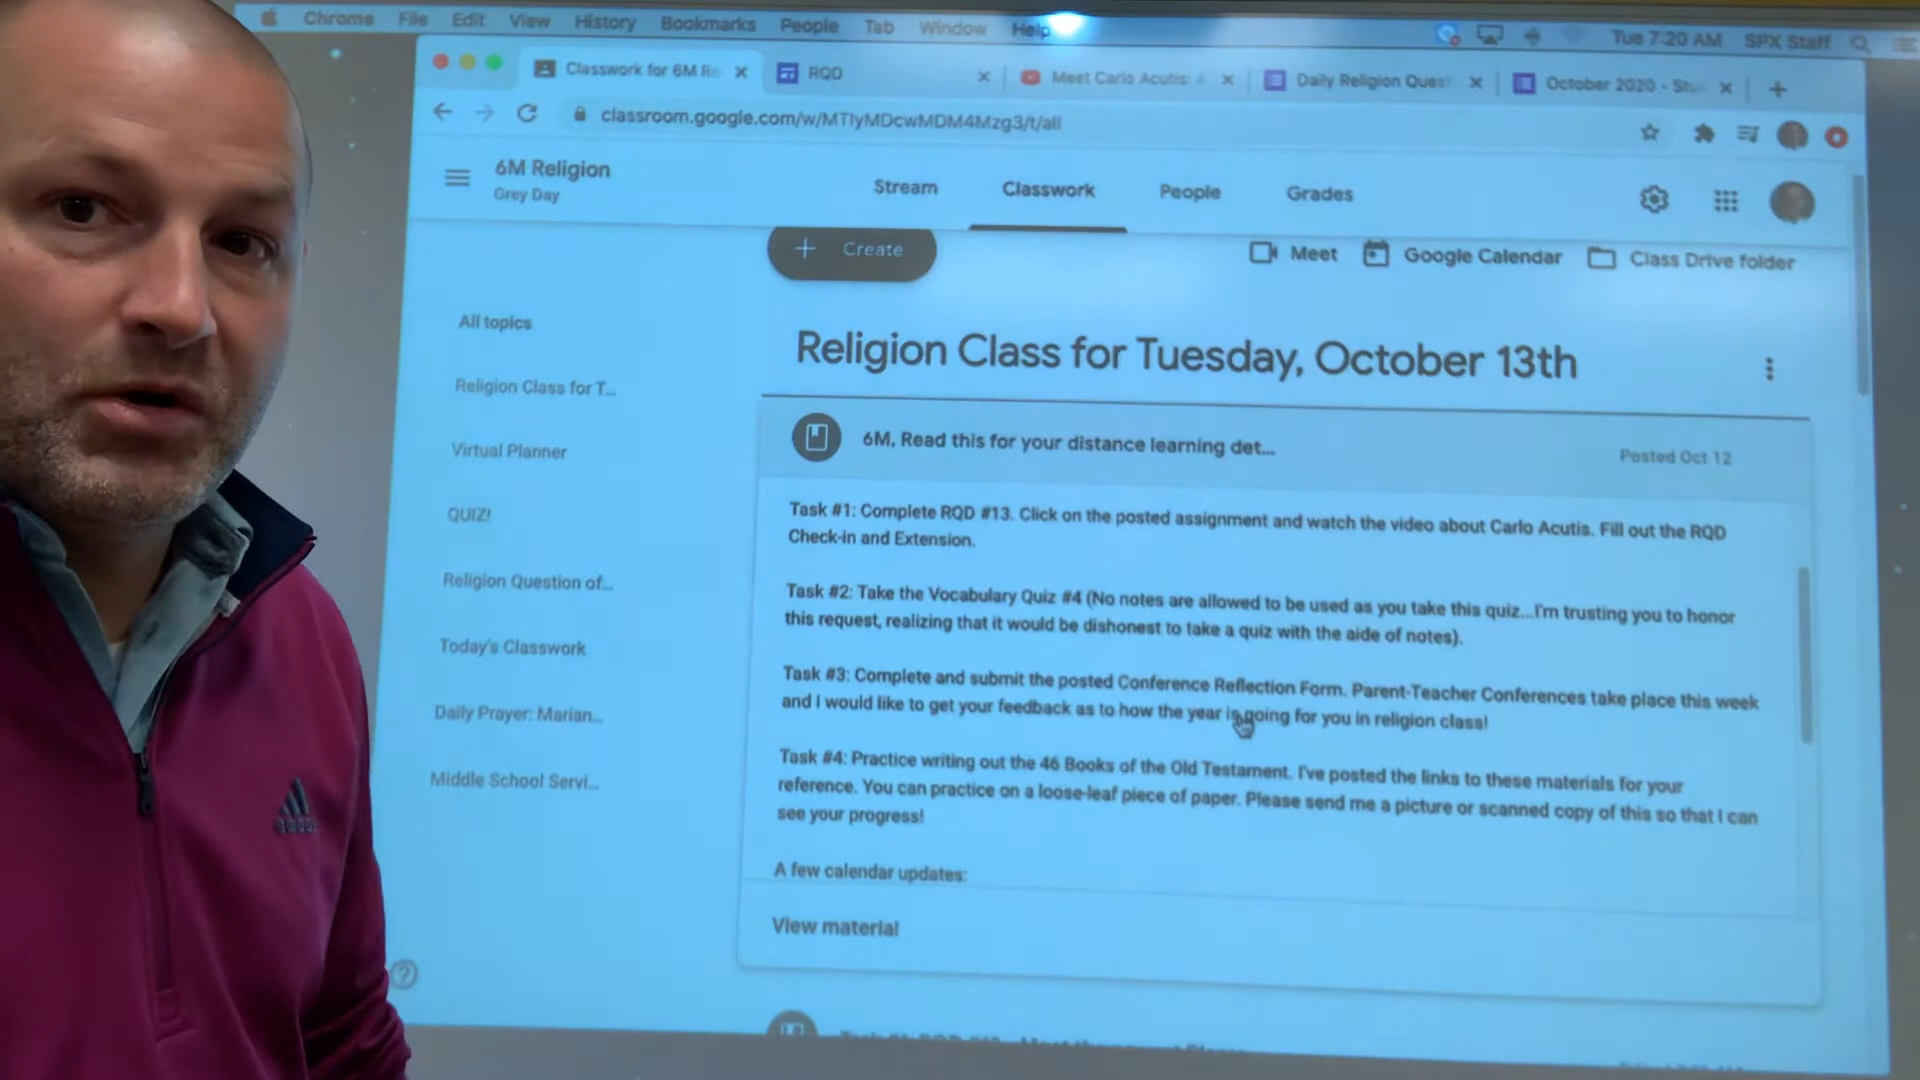 Chrome File Edit View History Bookmarks People Tab Window Help Tue 7:20 AM SPX Staff
Classwork for 6M Re RQD Meet Carlo Acutis: A Daily Religion Quest October 2020 - Stu
classroom.google.com/w/MTIyMDcwMDM4Mzg3/t/all
6M Religion
Grey Day
Stream Classwork People Grades
+ Create
Meet Google Calendar Class Drive folder
All topics
Religion Class for T...
Virtual Planner
QUIZ!
Religion Question of...
Today's Classwork
Daily Prayer: Marian...
Middle School Servi...
Religion Class for Tuesday, October 13th
6M, Read this for your distance learning det...
Posted Oct 12
Task #1: Complete RQD #13. Click on the posted assignment and watch the video about Carlo Acutis. Fill out the RQD
Check-in and Extension.
Task #2: Take the Vocabulary Quiz #4 (No notes are allowed to be used as you take this quiz...I'm trusting you to honor
this request, realizing that it would be dishonest to take a quiz with the aide of notes).
Task #3: Complete and submit the posted Conference Reflection Form. Parent-Teacher Conferences take place this week
and I would like to get your feedback as to how the year is going for you in religion class!
Task #4: Practice writing out the 46 Books of the Old Testament. I've posted the links to these materials for your
reference. You can practice on a loose-leaf piece of paper. Please send me a picture or scanned copy of this so that I can
see your progress!
A few calendar updates:
View material
adidas